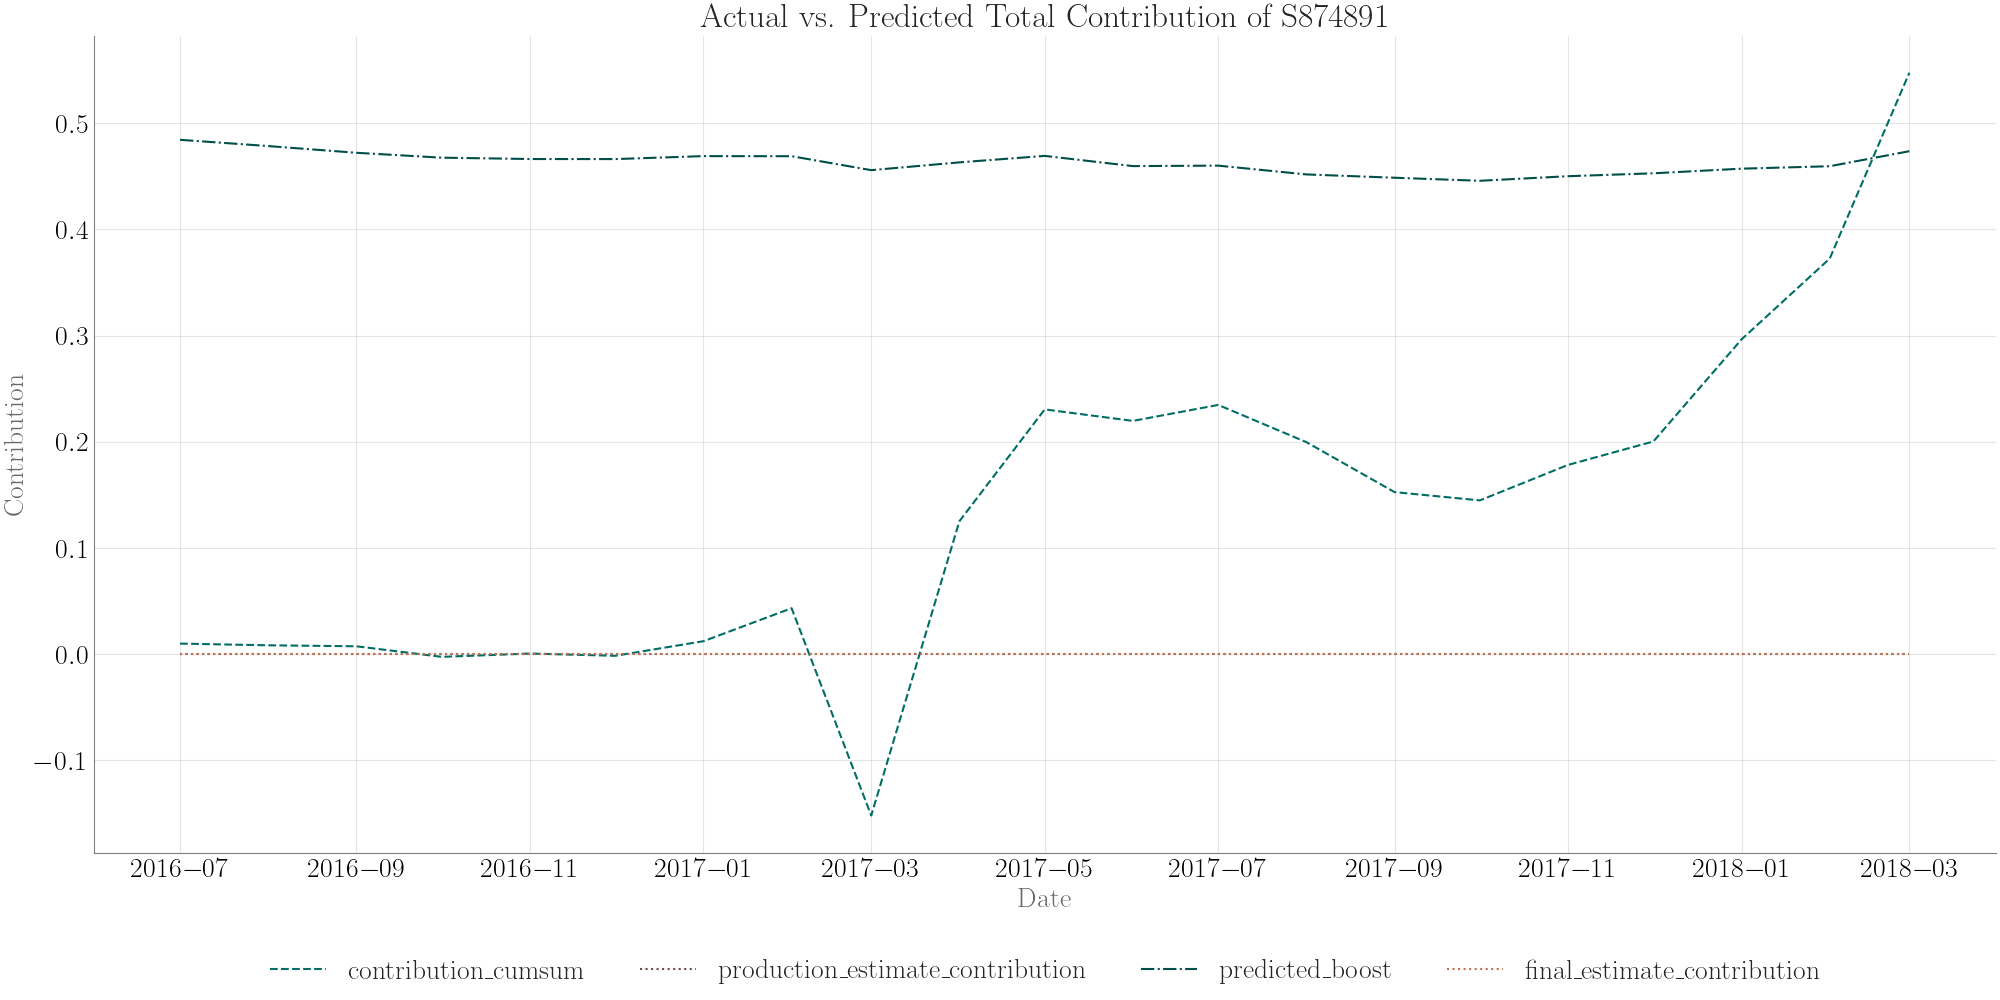 Actual vs. Predicted Total Contribution of S874891
Contribution
0.5
0.4
0.3
0.2
0.1
0.0
−0.1
2016–07 2016–09 2016–11 2017–01 2017–03 2017–05 2017–07 2017–09 2017–11 2018–01 2018–03
Date
contribution_cumsum production_estimate_contribution predicted_boost final_estimate_contribution